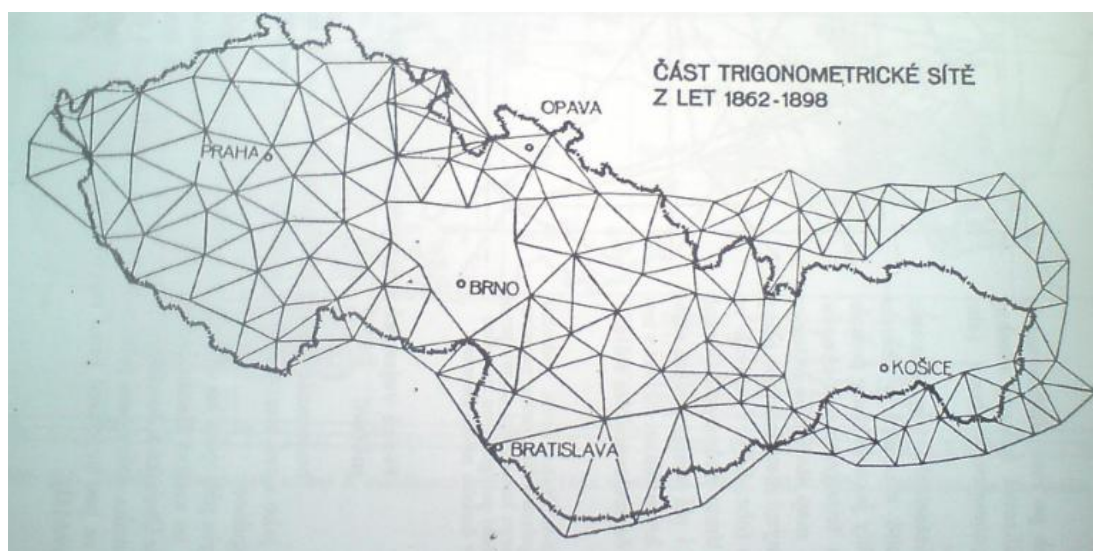 ČÁST TRIGONOMETRICKÉ SÍTĚ
Z LET 1862-1898
OPAVA
PRAHA
BRNO
KOŠICE
BRATISLAVA